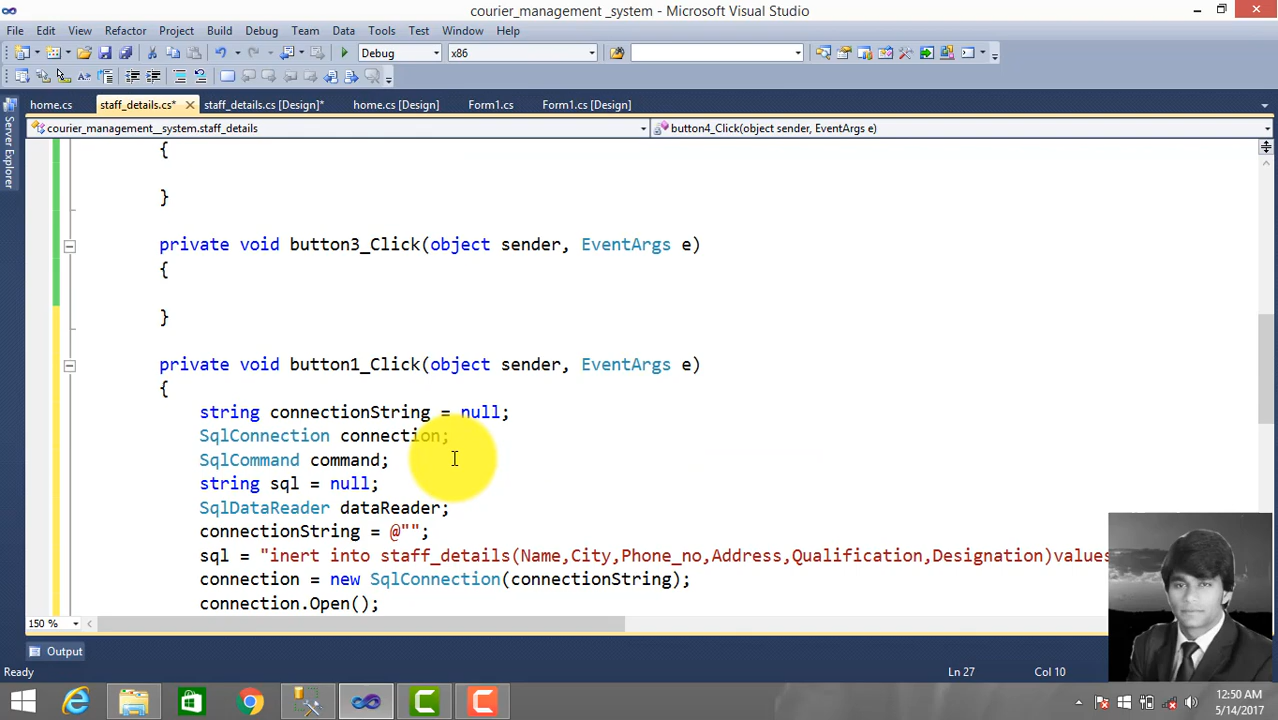 courier_management _system - Microsoft Visual Studio
File Edit View Refactor Project Build Debug Team Data Tools Test Window Help
Debug x86
home.cs staff_details.cs* staff_details.cs [Design]* home.cs [Design] Form1.cs Form1.cs [Design]
courier_management__system.staff_details button4_Click(object sender, EventArgs e)
Server Explorer
{
}
private void button3_Click(object sender, EventArgs e)
{
}
private void button1_Click(object sender, EventArgs e)
{
string connectionString = null;
SqlConnection connection;
SqlCommand command;
string sql = null;
SqlDataReader dataReader;
connectionString = @"";
sql = "inert into staff_details(Name,City,Phone_no,Address,Qualification,Designation)values
connection = new SqlConnection(connectionString);
connection.Open();
150 %
Output
Ready Ln 27 Col 10
12:50 AM
5/14/2017